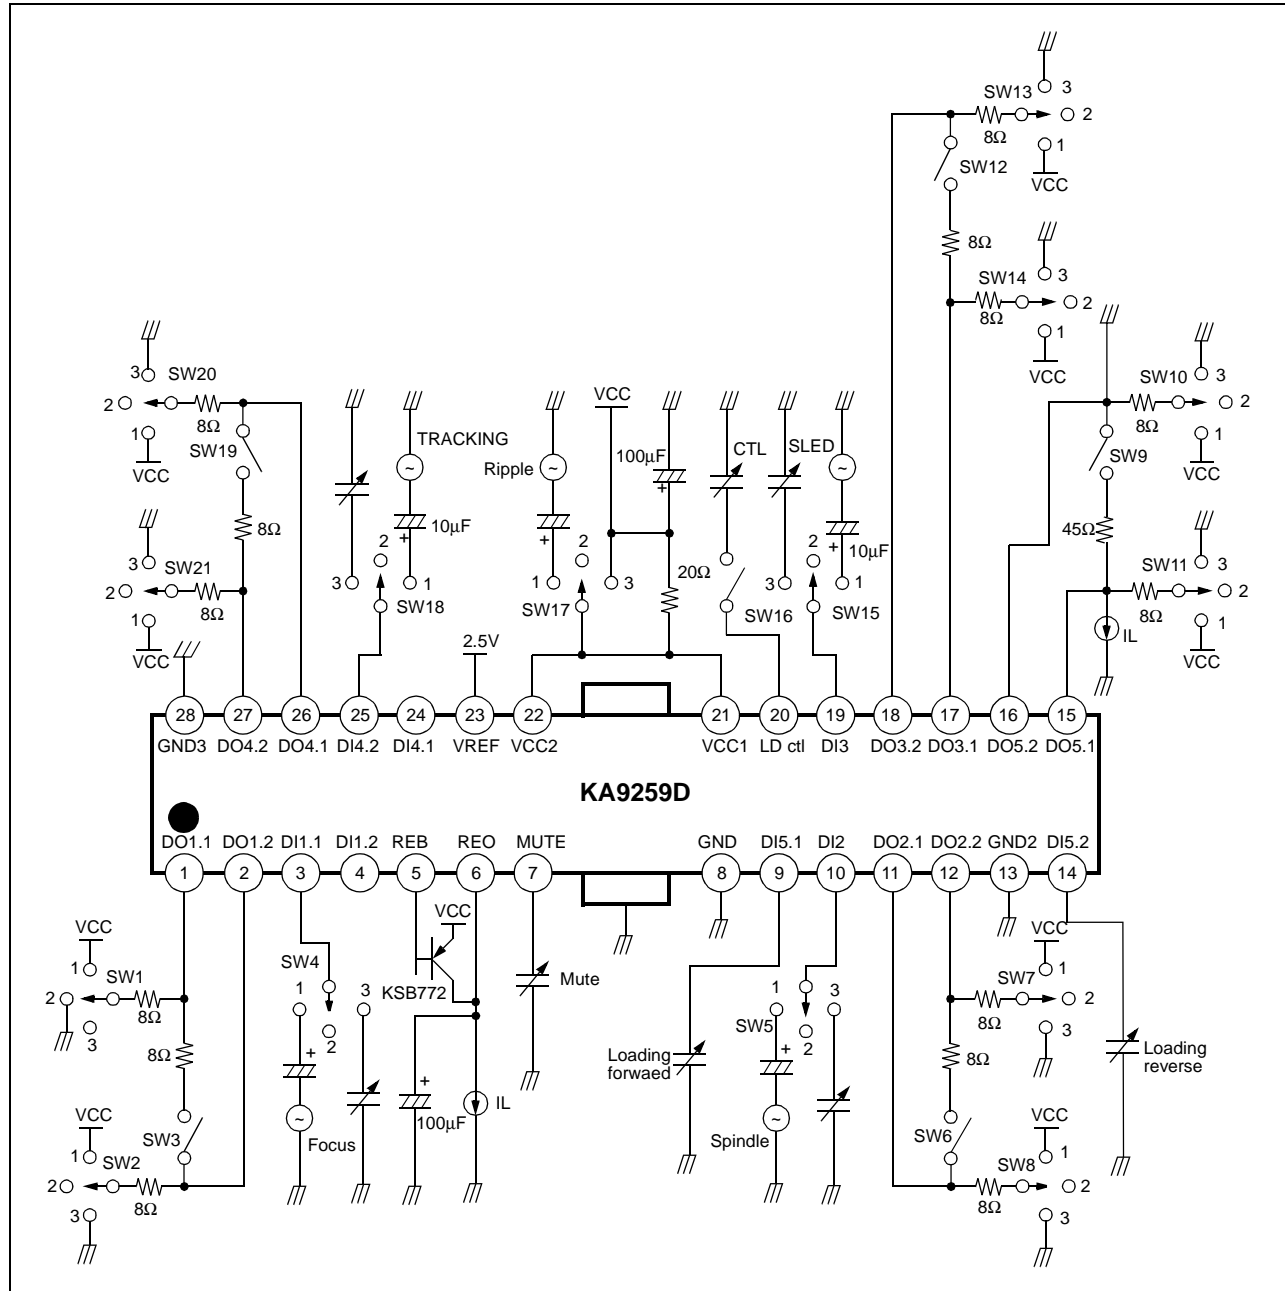 3
SW13
2
8Ω
1
SW12
VCC
8Ω
3
SW14
2
8Ω
1
VCC
3
SW20
2
8Ω
1
VCC
SW19
8Ω
3
SW21
2
8Ω
1
VCC
TRACKING
10μF
2
3
1
SW18
Ripple
~
VCC
100μF
+
2
1
3
SW17
20Ω
2.5V
CTL
SW16
SLED
~
+
10μF
2
3
1
SW15
3
SW10
2
8Ω
1
VCC
SW9
45Ω
3
SW11
2
8Ω
1
VCC
IL
28 27 26 25 24 23 22 21 20 19 18 17 16 15
GND3 DO4.2 DO4.1 DI4.2 DI4.1 VREF VCC2 VCC1 LD ctl DI3 DO3.2 DO3.1 DO5.2 DO5.1
KA9259D
DO1.1 DO1.2 DI1.1 DI1.2 REB REO MUTE GND DI5.1 DI2 DO2.1 DO2.2 GND2 DI5.2
1 2 3 4 5 6 7 8 9 10 11 12 13 14
VCC
1
SW1
2
8Ω
3
8Ω
SW3
VCC
1
SW2
2
8Ω
3
SW4
1
3
2
+
~
Focus
VCC
KSB772
+
100μF
IL
Mute
Loading
forwaed
1
3
SW5
2
+
~
Spindle
VCC
1
SW7
2
8Ω
3
8Ω
SW6
VCC
1
SW8
2
8Ω
3
Loading
reverse